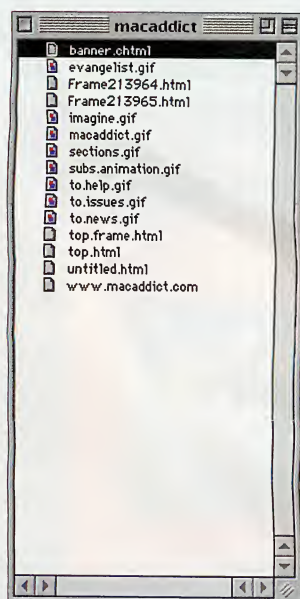 macaddict
banner.chtml
evangelist.gif
Frame213964.html
Frame213965.html
imagine.gif
macaddict.gif
sections.gif
subs.animation.gif
to.help.gif
to.issues.gif
to.news.gif
top.frame.html
top.html
untitled.html
www.macaddict.com